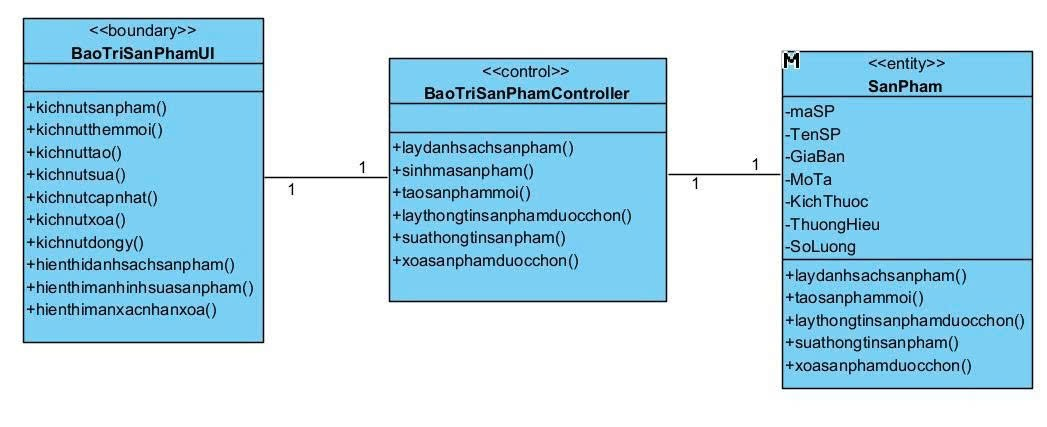 <<boundary>>
BaoTriSanPhamUI
+kichnutsanpham()
+kichnutthemmoi()
+kichnuttao()
+kichnutsua()
+kichnutcapnhat()
+kichnutxoa()
+kichnutdongy()
+hienthidanhsachsanpham()
+hienthimanhinhsuasanpham()
+hienthimanxacnhanxoa()
1
1
<<control>>
BaoTriSanPhamController
+laydanhsachsanpham()
+sinhmasanpham()
+taosanphammoi()
+laythongtinsanphamduocchon()
+suathongtinsanpham()
+xoasanphamduocchon()
1
1
M
<<entity>>
SanPham
-maSP
-TenSP
-GiaBan
-MoTa
-KichThuoc
-ThuongHieu
-SoLuong
+laydanhsachsanpham()
+taosanphammoi()
+laythongtinsanphamduocchon()
+suathongtinsanpham()
+xoasanphamduocchon()